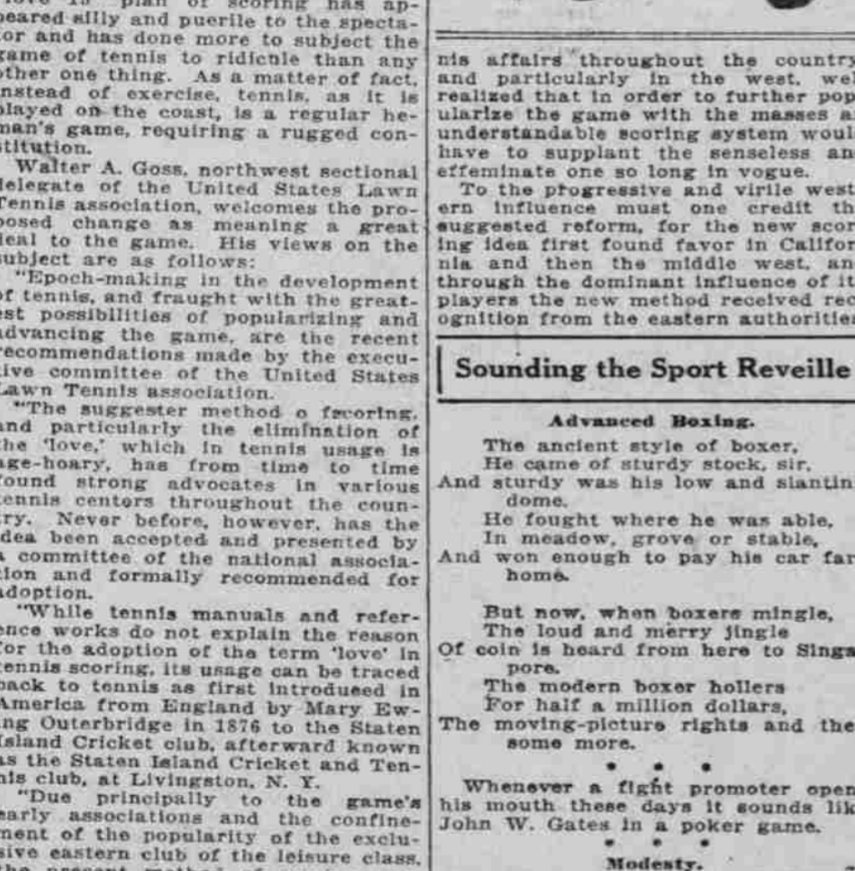 "love is" plan of scoring has ap-
peared silly and puerile to the specta-
tor and has done more to subject the
game of tennis to ridicule than any
other one thing. As a matter of fact,
instead of exercise, tennis, as it is
played on the coast, is a regular he-
man's game, requiring a rugged con-
stitution.
Walter A. Goss, northwest sectional
delegate of the United States Lawn
Tennis association, welcomes the pro-
posed change as meaning a great
deal to the game. His views on the
subject are as follows:
"Epoch-making in the development
of tennis, and fraught with the great-
est possibilities of popularizing and
advancing the game, are the recent
recommendations made by the execu-
tive committee of the United States
Lawn Tennis association.
"The suggester method o fscoring,
and particularly the elimination of
the 'love,' which in tennis usage is
age-hoary, has from time to time
found strong advocates in various
tennis centers throughout the coun-
try. Never before, however, has the
idea been accepted and presented by
a committee of the national associa-
tion and formally recommended for
adoption.
"While tennis manuals and refer-
ence works do not explain the reason
for the adoption of the term 'love' in
tennis scoring, its usage can be traced
back to tennis as first introdused in
America from England by Mary Ew-
ing Outerbridge in 1876 to the Staten
Island Cricket club, afterward known
as the Staten Island Cricket and Ten-
nis club, at Livingston, N. Y.
"Due principally to the game's
early associations and the confine-
ment of the popularity of the exclu-
sive eastern club of the leisure class,
the present method of
nis affairs throughout the country
and particularly in the west, wel
realized that in order to further pop
ularize the game with the masses a
understandable scoring system woul
have to supplant the senseless an
effeminate one so long in vogue.
To the progressive and virile west
ern influence must one credit th
suggested reform, for the new scor
ing idea first found favor in Califor
nia and then the middle west, an
through the dominant influence of it
players the new method received rec
ognition from the eastern authorities
Sounding the Sport Reveille
Advanced Boxing.
The ancient style of boxer,
He came of sturdy stock, sir,
And sturdy was his low and slantin
dome.
He fought where he was able,
In meadow, grove or stable,
And won enough to pay his car far
home.
But now, when boxers mingle,
The loud and merry jingle
Of coin is heard from here to Singa
pore.
The modern boxer hollers
For half a million dollars,
The moving-picture rights and the
some more.
* * *
Whenever a fight promoter open
his mouth these days it sounds lik
John W. Gates in a poker game.
* * *
Modesty.